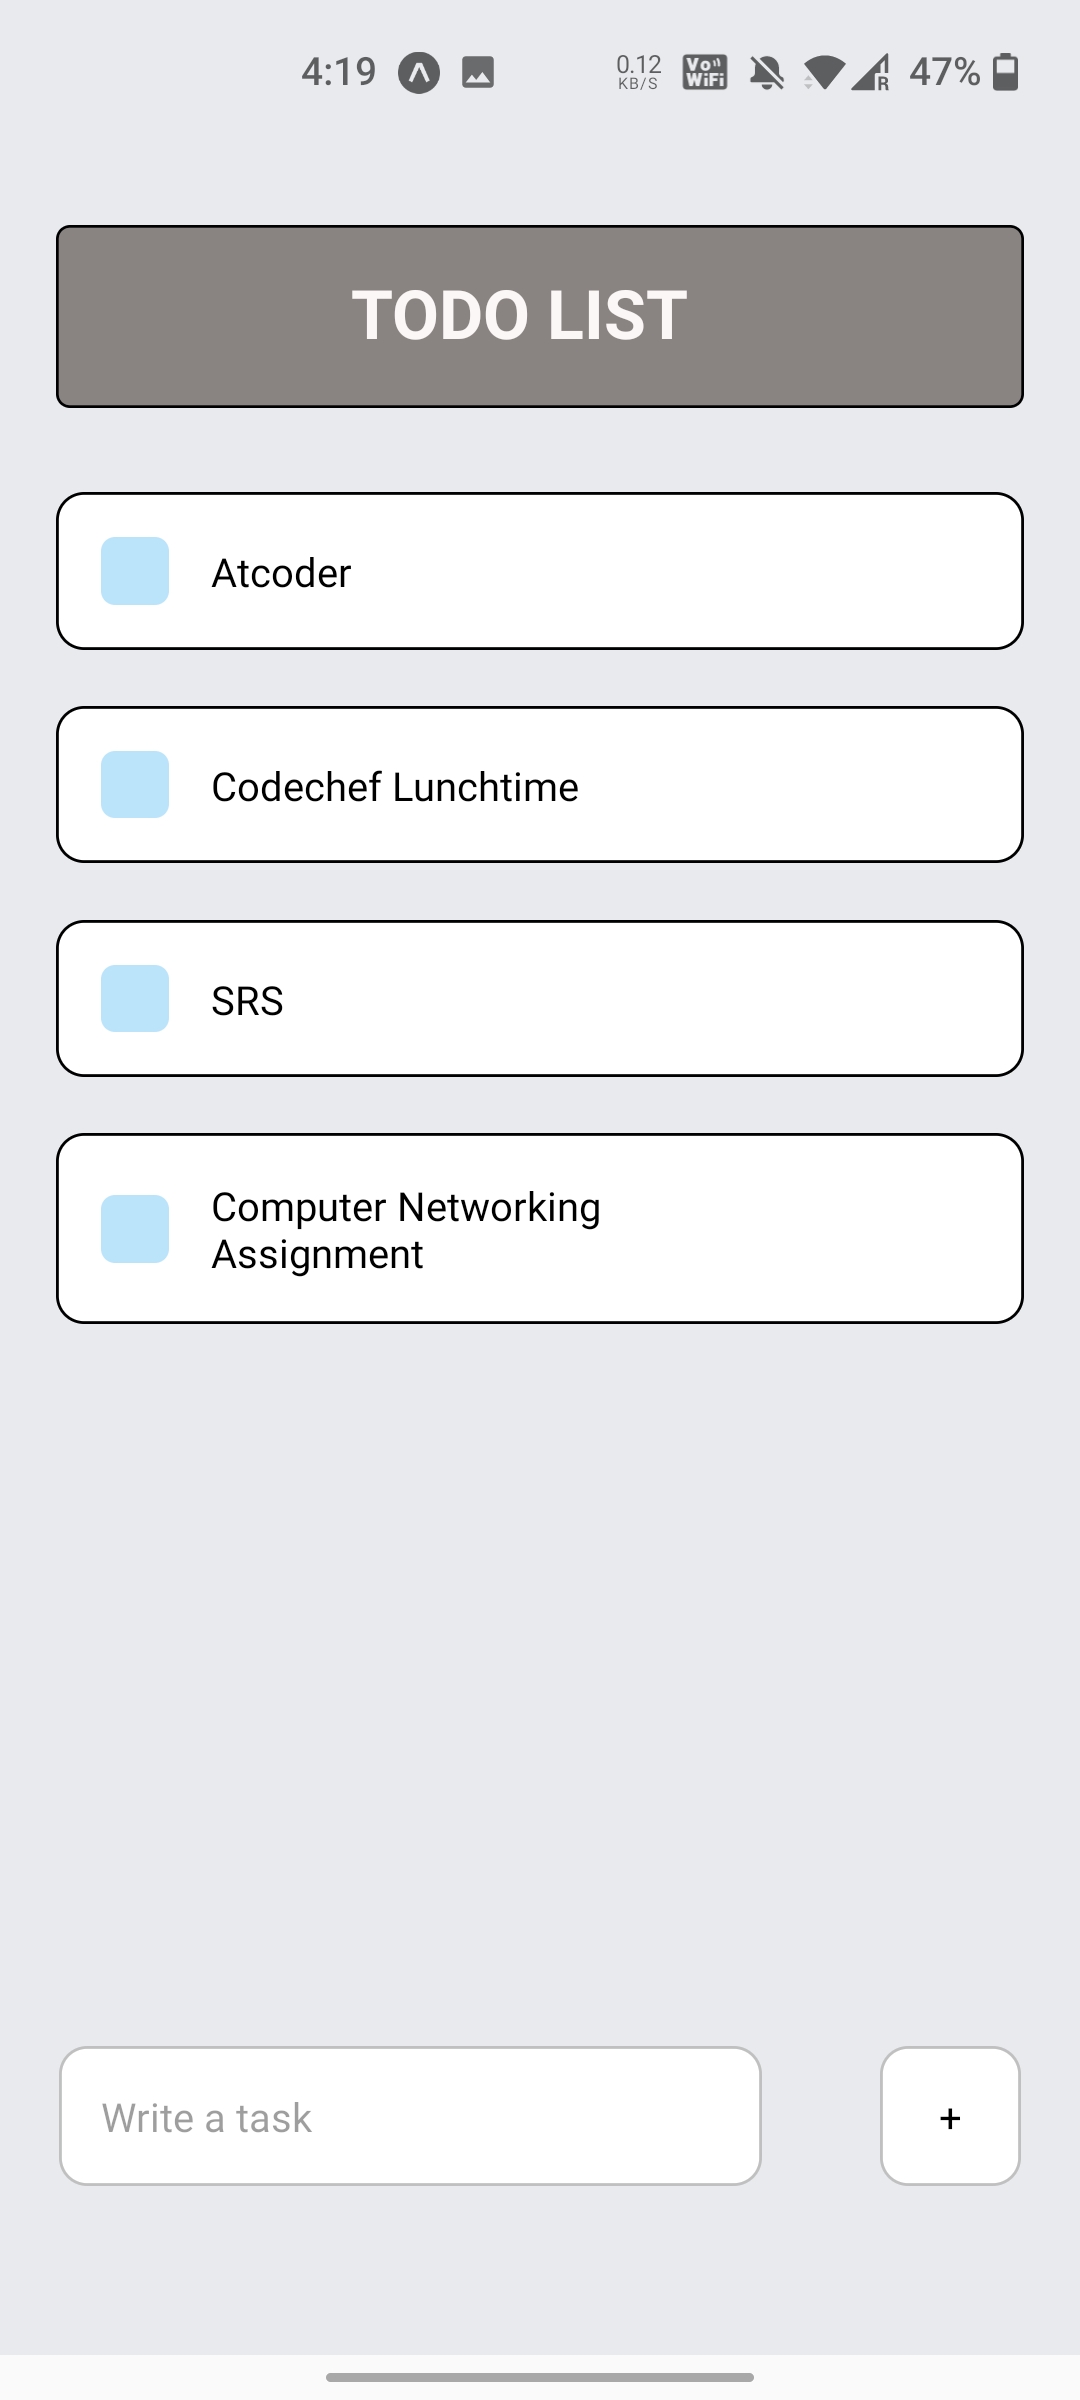 4:19 0.12 KB/S Vo WiFi R 47%
TODO LIST
Atcoder
Codechef Lunchtime
SRS
Computer Networking
Assignment
Write a task +